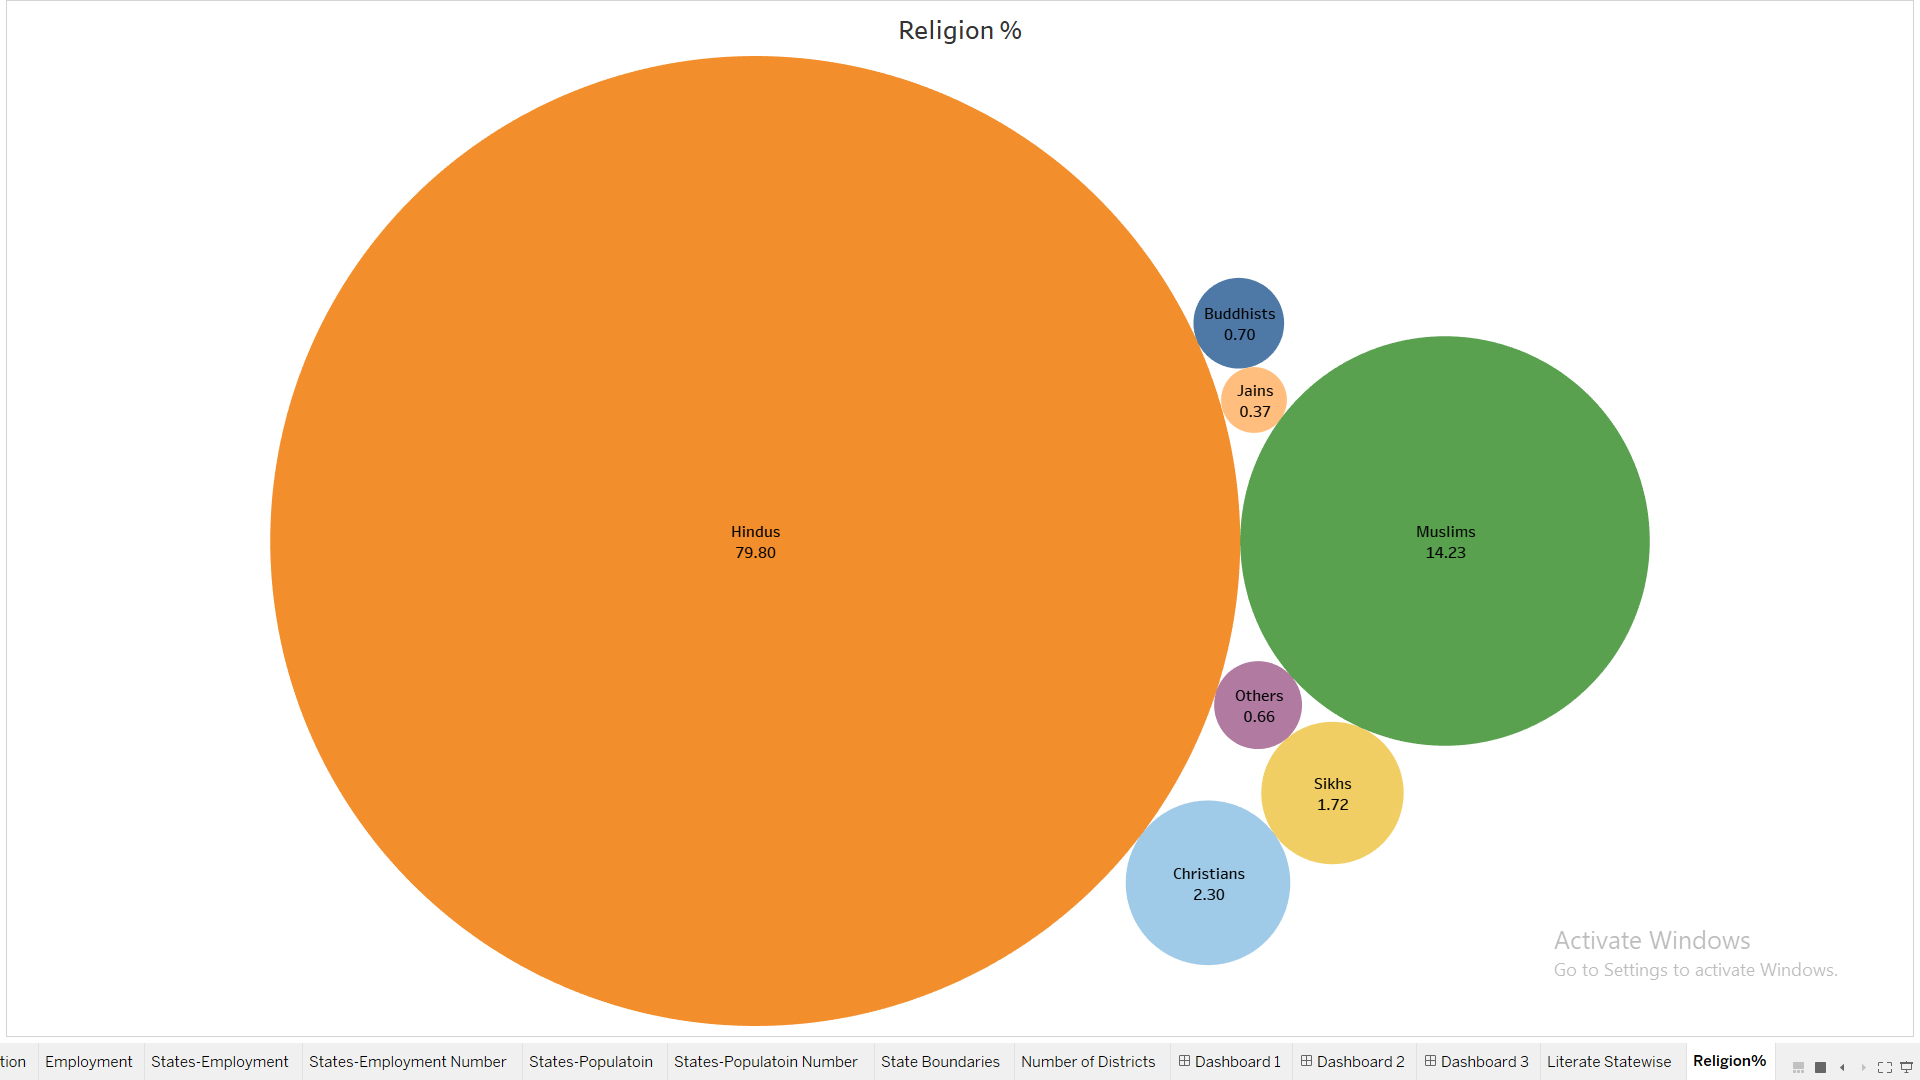 Religion %
Buddhists
0.70
Jains
0.37
Hindus
79.80
Muslims
14.23
Others
0.66
Sikhs
1.72
Christians
2.30
Activate Windows
Go to Settings to activate Windows.
tion Employment States-Employment States-Employment Number States-Populatoin States-Populatoin Number State Boundaries Number of Districts Dashboard 1 Dashboard 2 Dashboard 3 Literate Statewise Religion%